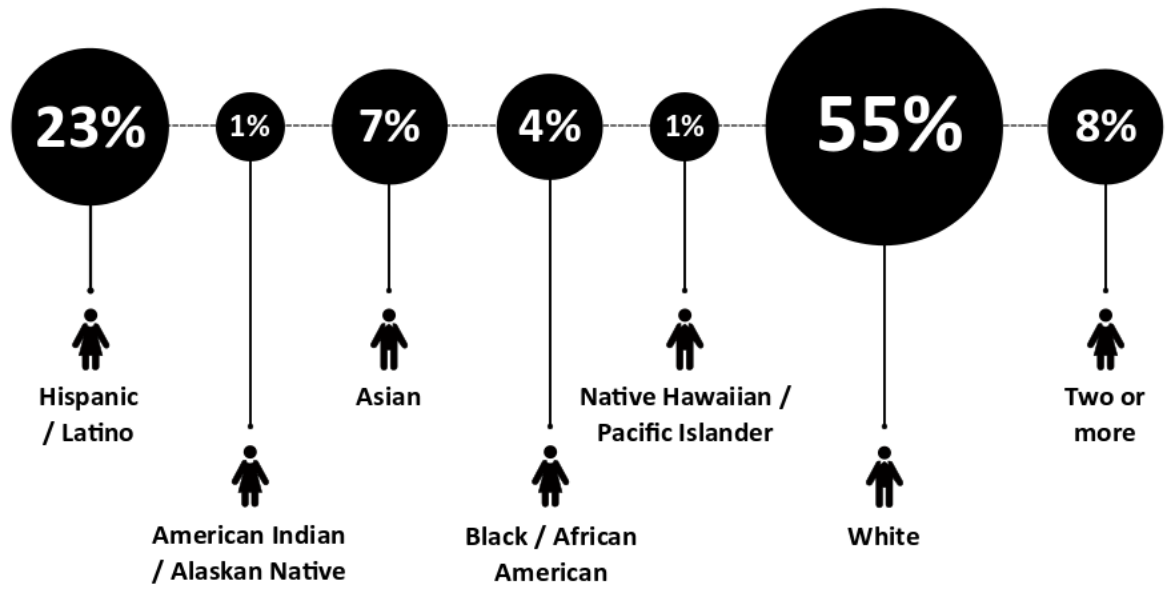 23%
1%
7%
4%
1%
55%
8%
Hispanic
/ Latino
American Indian
/ Alaskan Native
Asian
Black / African
American
Native Hawaiian /
Pacific Islander
White
Two or
more